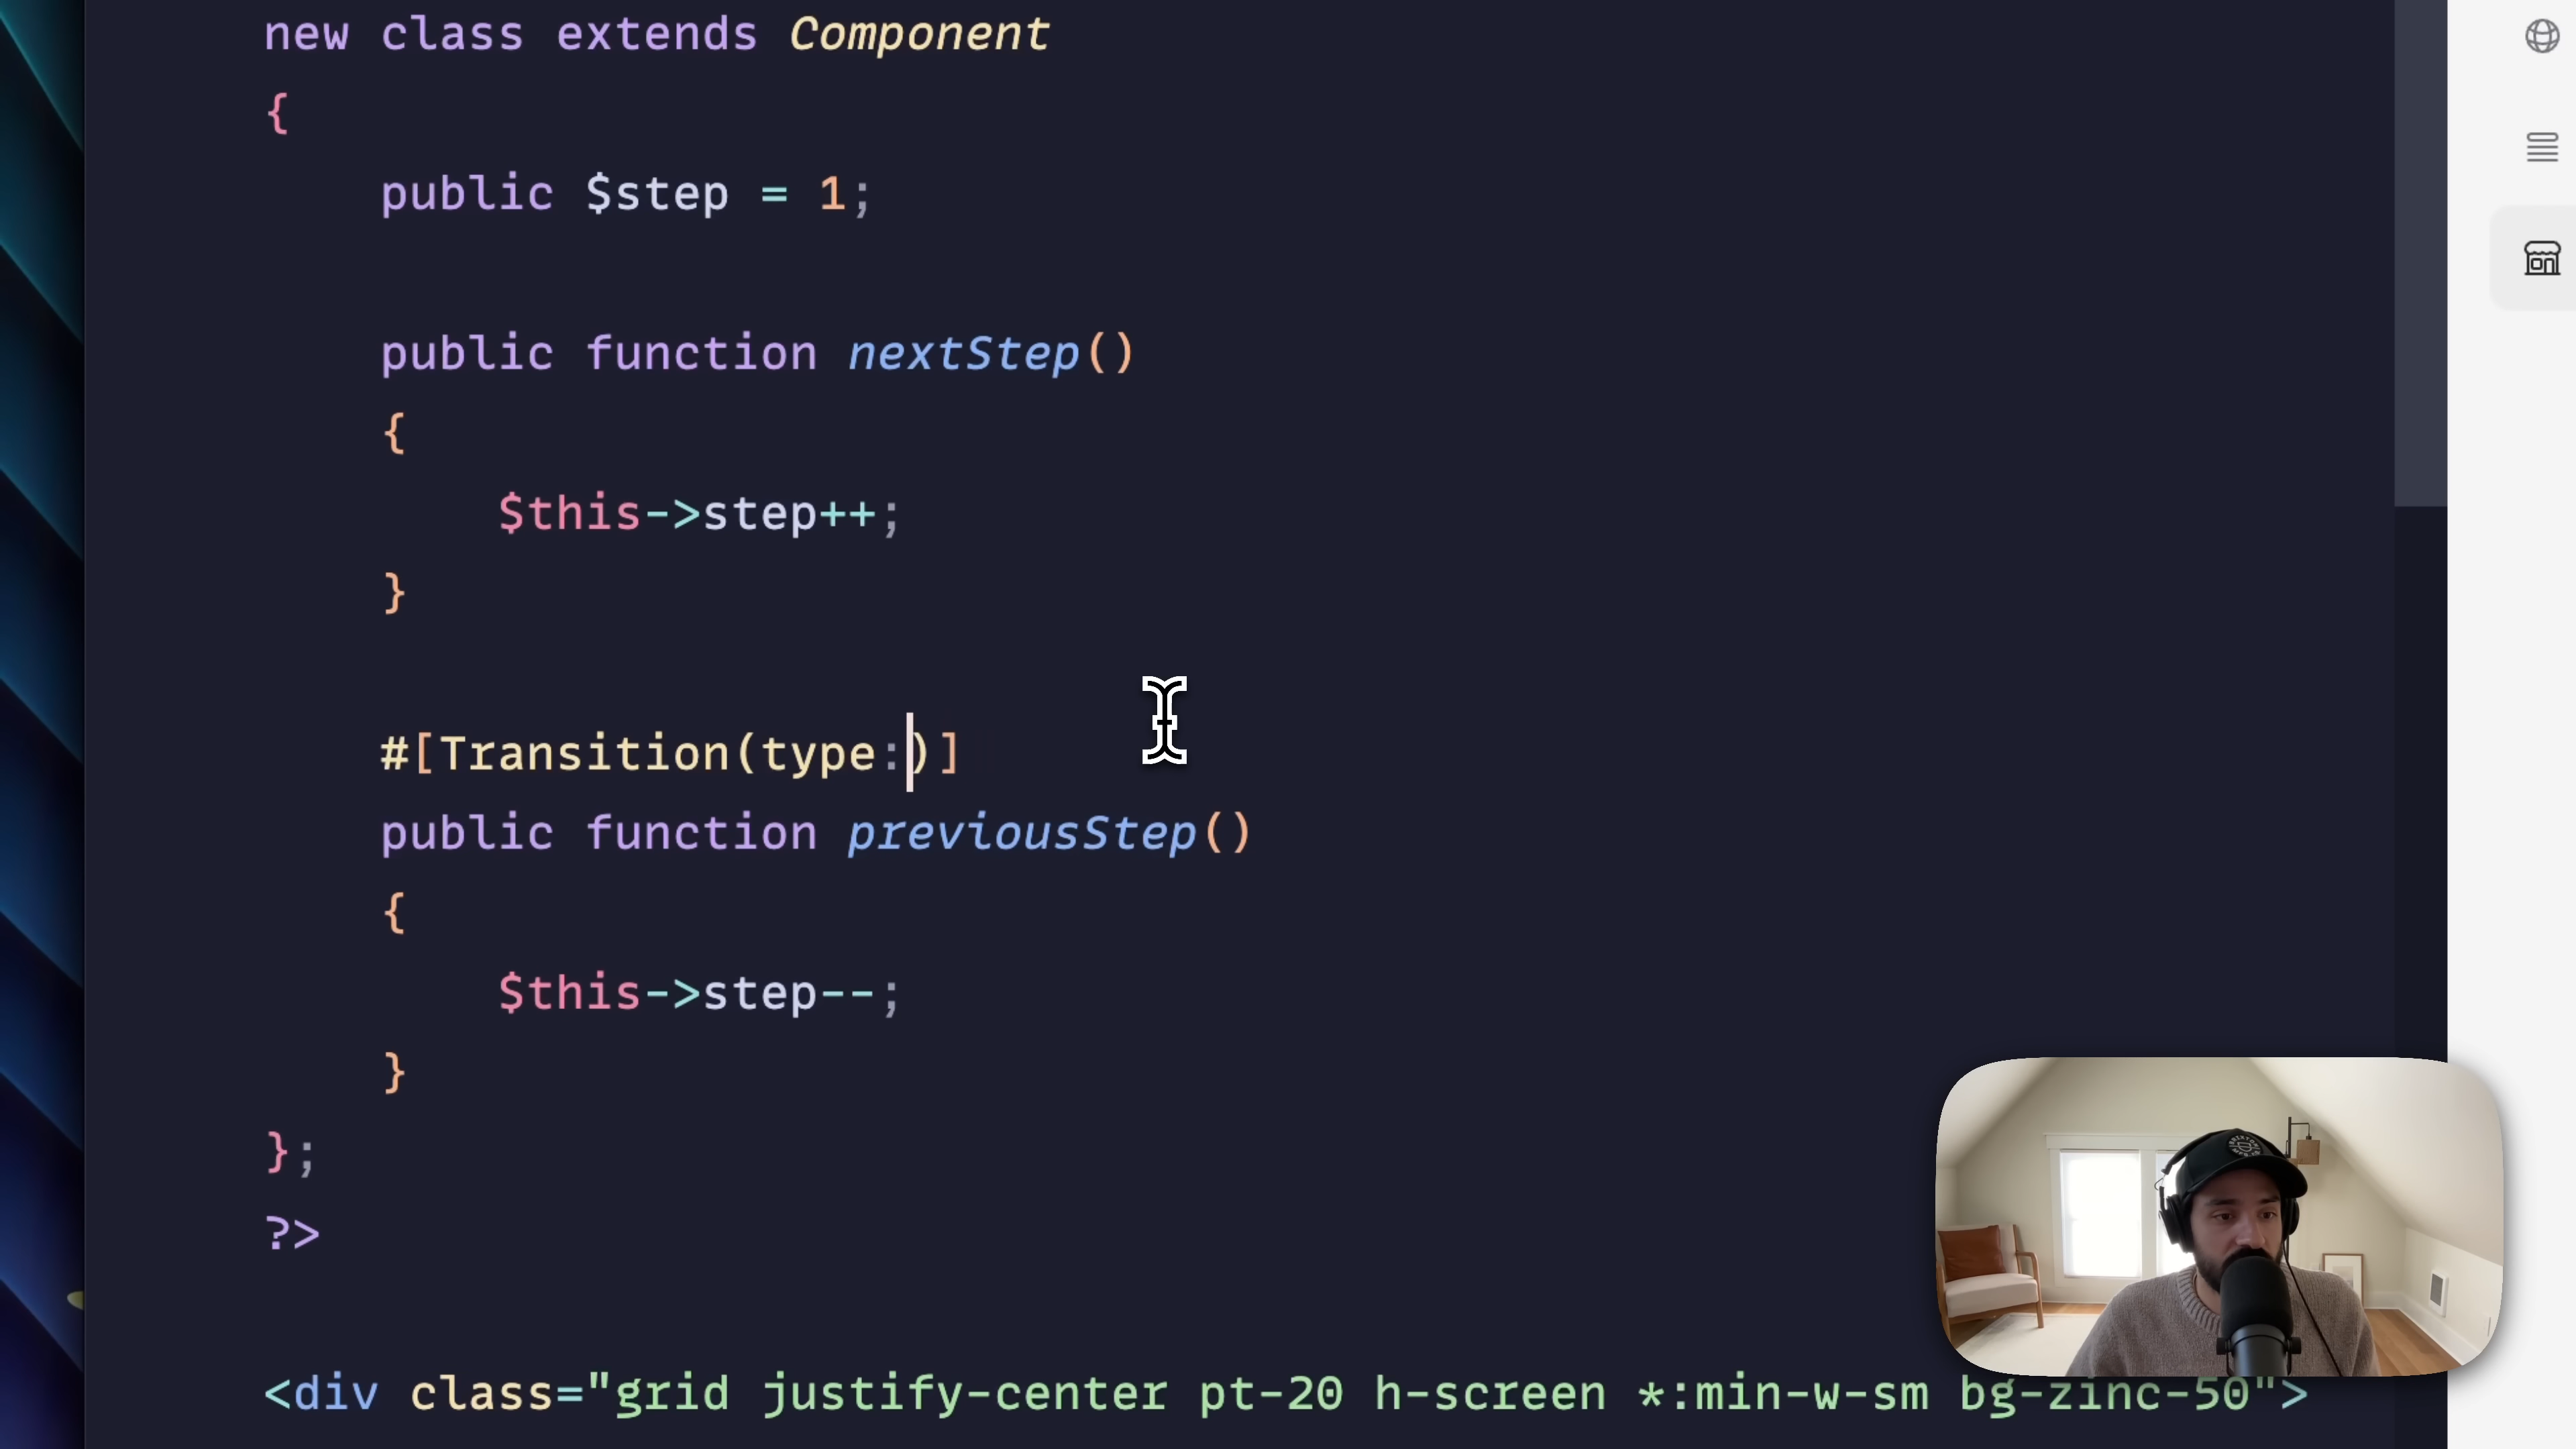 new class extends Component
{
public $step = 1;
public function nextStep()
{
$this->step++;
}
#[Transition(type:)]
public function previousStep()
{
$this->step--;
}
};
?>
<div class="grid justify-center pt-20 h-screen *:min-w-sm bg-zinc-50">